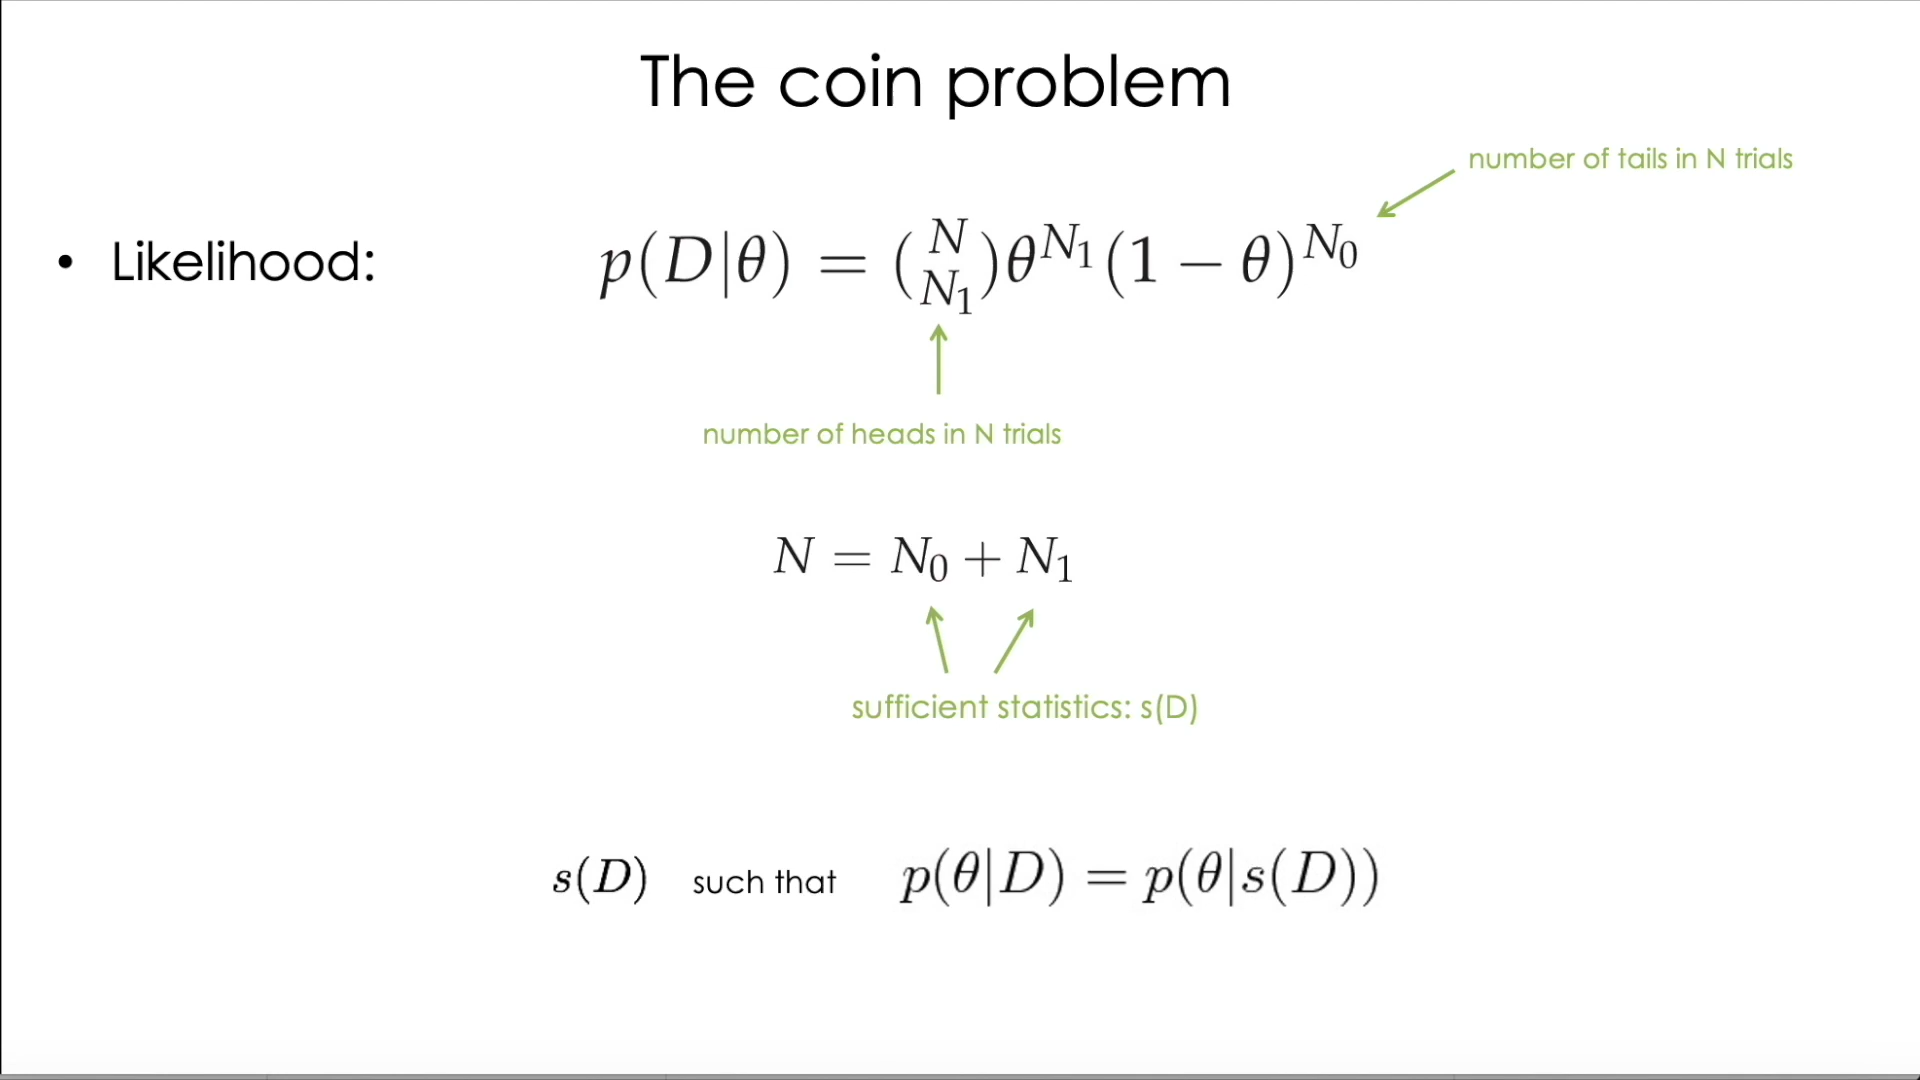 The coin problem
number of tails in N trials
• Likelihood: p(D|θ) = (N N₁)θ^N₁(1 − θ)^N₀
number of heads in N trials
N = N₀ + N₁
sufficient statistics: s(D)
s(D) such that p(θ|D) = p(θ|s(D))